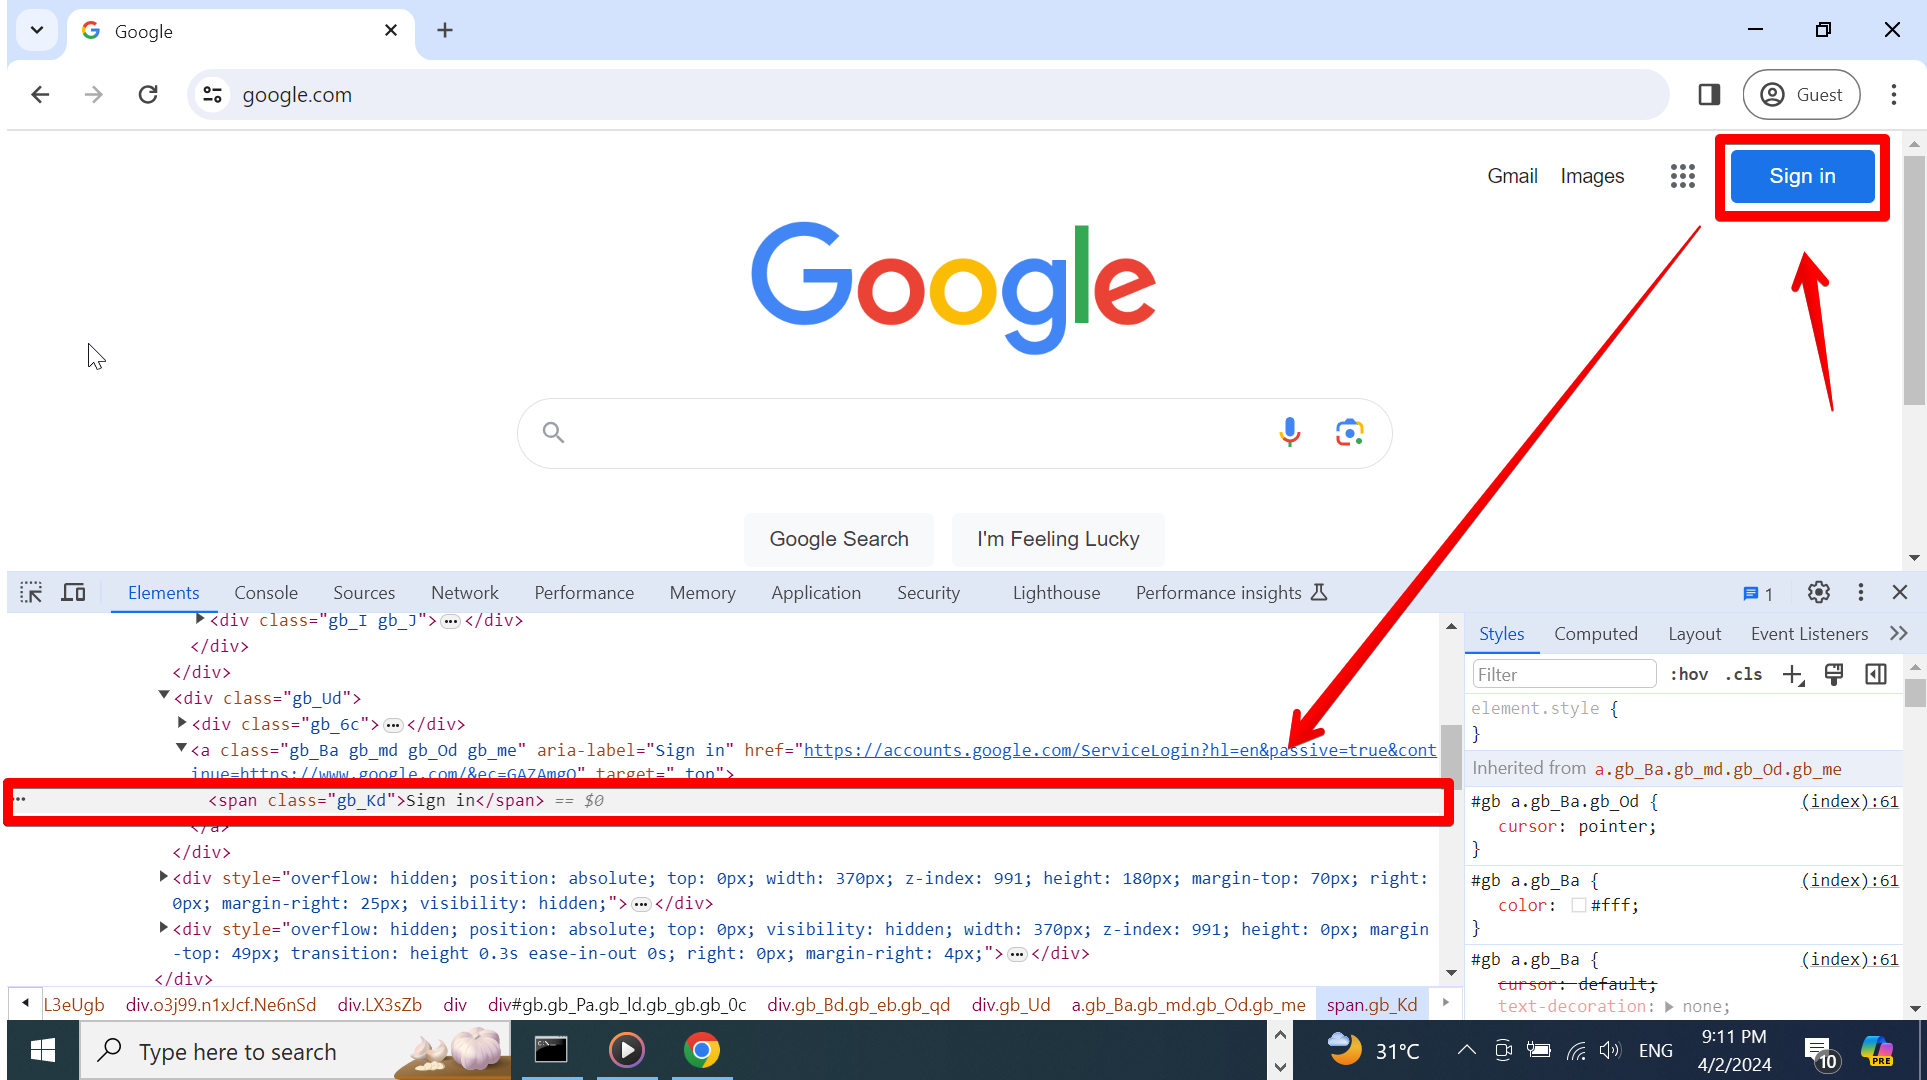 Google
google.com
Guest
Gmail Images Sign in
Google
Google Search I'm Feeling Lucky
Elements Console Sources Network Performance Memory Application Security Lighthouse Performance insights 1
<div class="gb_I gb_J">…</div>
</div>
</div>
<div class="gb_Ud">
<div class="gb_6c">…</div>
<a class="gb_Ba gb_md gb_Od gb_me" aria-label="Sign in" href="https://accounts.google.com/ServiceLogin?hl=en&passive=true&cont
inue=https://www.google.com/&ec=GAZAmgQ" target="_top">
… <span class="gb_Kd">Sign in</span> == $0
</a>
</div>
<div style="overflow: hidden; position: absolute; top: 0px; width: 370px; z-index: 991; height: 180px; margin-top: 70px; right:
0px; margin-right: 25px; visibility: hidden;">…</div>
<div style="overflow: hidden; position: absolute; top: 0px; visibility: hidden; width: 370px; z-index: 991; height: 0px; margin
-top: 49px; transition: height 0.3s ease-in-out 0s; right: 0px; margin-right: 4px;">…</div>
</div>
L3eUgb div.o3j99.n1xJcf.Ne6nSd div.LX3sZb div div#gb.gb_Pa.gb_ld.gb_gb.gb_0c div.gb_Bd.gb_eb.gb_qd div.gb_Ud a.gb_Ba.gb_md.gb_Od.gb_me span.gb_Kd
Styles Computed Layout Event Listeners
Filter :hov .cls
element.style {
}
Inherited from a.gb_Ba.gb_md.gb_Od.gb_me
#gb a.gb_Ba.gb_Od { (index):61
cursor: pointer;
}
#gb a.gb_Ba { (index):61
color: #fff;
}
#gb a.gb_Ba { (index):61
cursor: default;
text-decoration: none;
Type here to search
31°C
ENG
9:11 PM
4/2/2024
10
PRE